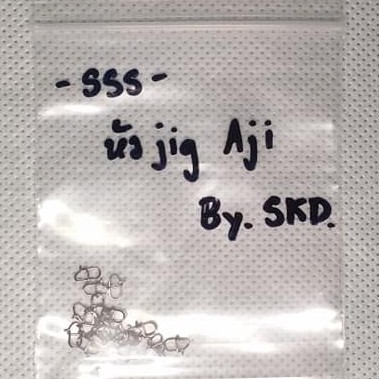 - SSS -
หัว jig Aji
By. SKD.